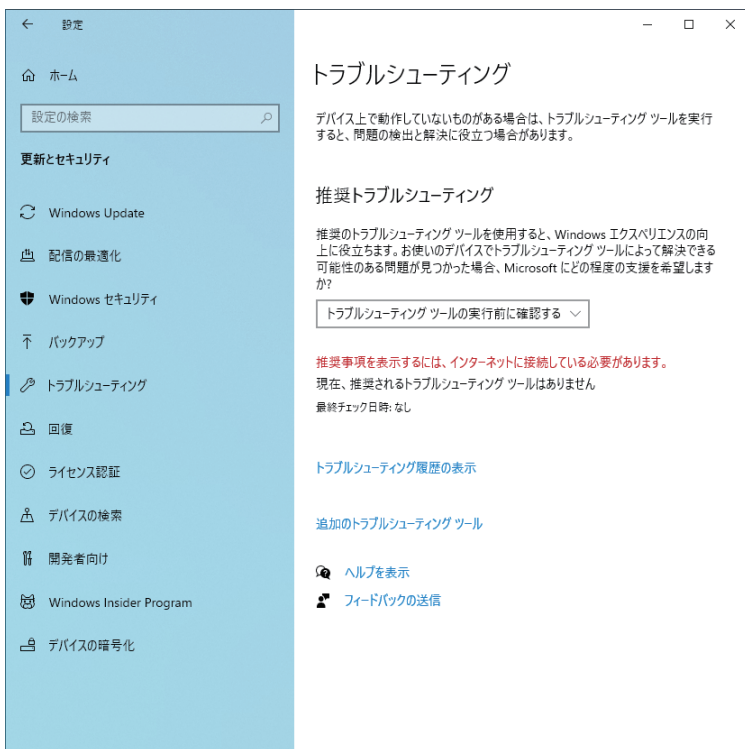 設定
ホーム
設定の検索
更新とセキュリティ
Windows Update
配信の最適化
Windows セキュリティ
バックアップ
トラブルシューティング
回復
ライセンス認証
デバイスの検索
開発者向け
Windows Insider Program
デバイスの暗号化
トラブルシューティング
デバイス上で動作していないものがある場合は、トラブルシューティング ツールを実行
すると、問題の検出と解決に役立つ場合があります。
推奨トラブルシューティング
推奨のトラブルシューティング ツールを使用すると、Windows エクスペリエンスの向
上に役立ちます。お使いのデバイスでトラブルシューティング ツールによって解決できる
可能性のある問題が見つかった場合、Microsoft にどの程度の支援を希望します
か?
トラブルシューティング ツールの実行前に確認する
推奨事項を表示するには、インターネットに接続している必要があります。
現在、推奨されるトラブルシューティング ツールはありません
最終チェック日時: なし
トラブルシューティング履歴の表示
追加のトラブルシューティング ツール
ヘルプを表示
フィードバックの送信